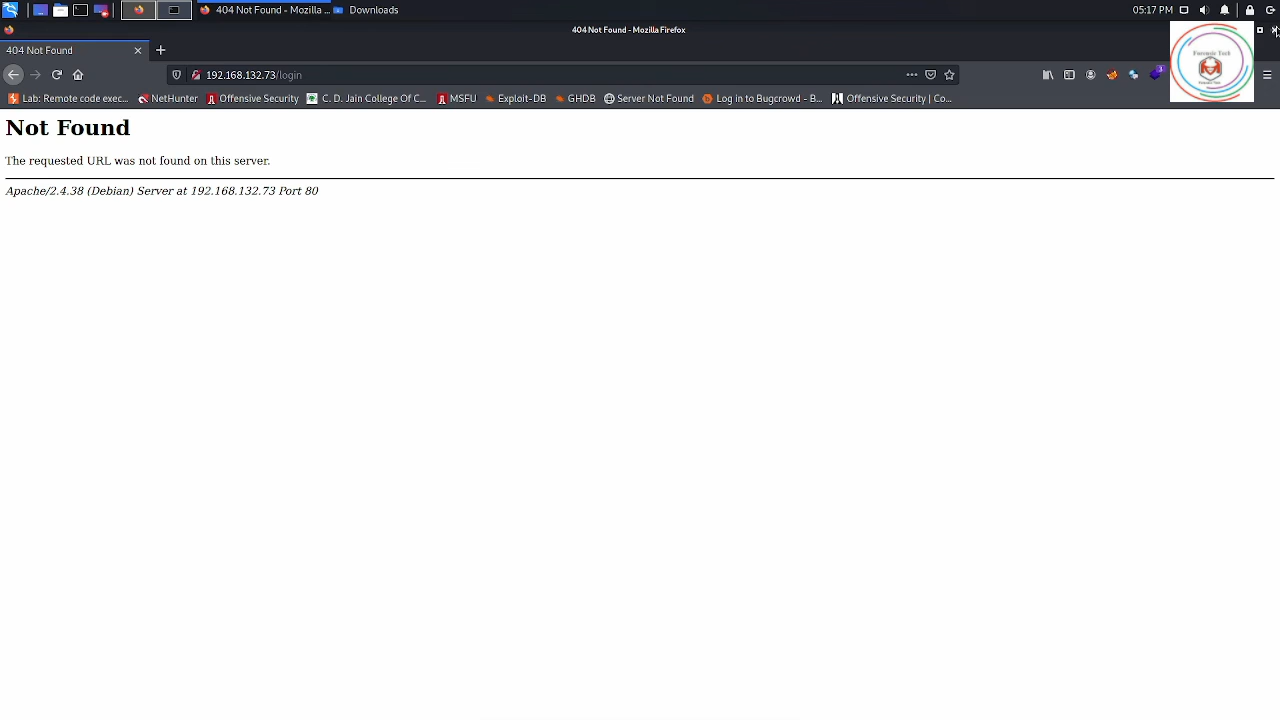 404 Not Found - Mozilla ...
Downloads
05:17 PM
404 Not Found - Mozilla Firefox
404 Not Found
192.168.132.73/login
3
Lab: Remote code exec...
NetHunter
Offensive Security
C. D. Jain College Of C...
MSFU
Exploit-DB
GHDB
Server Not Found
Log in to Bugcrowd - B...
Offensive Security | Co...
Forensic Tech
Not Found
The requested URL was not found on this server.
Apache/2.4.38 (Debian) Server at 192.168.132.73 Port 80